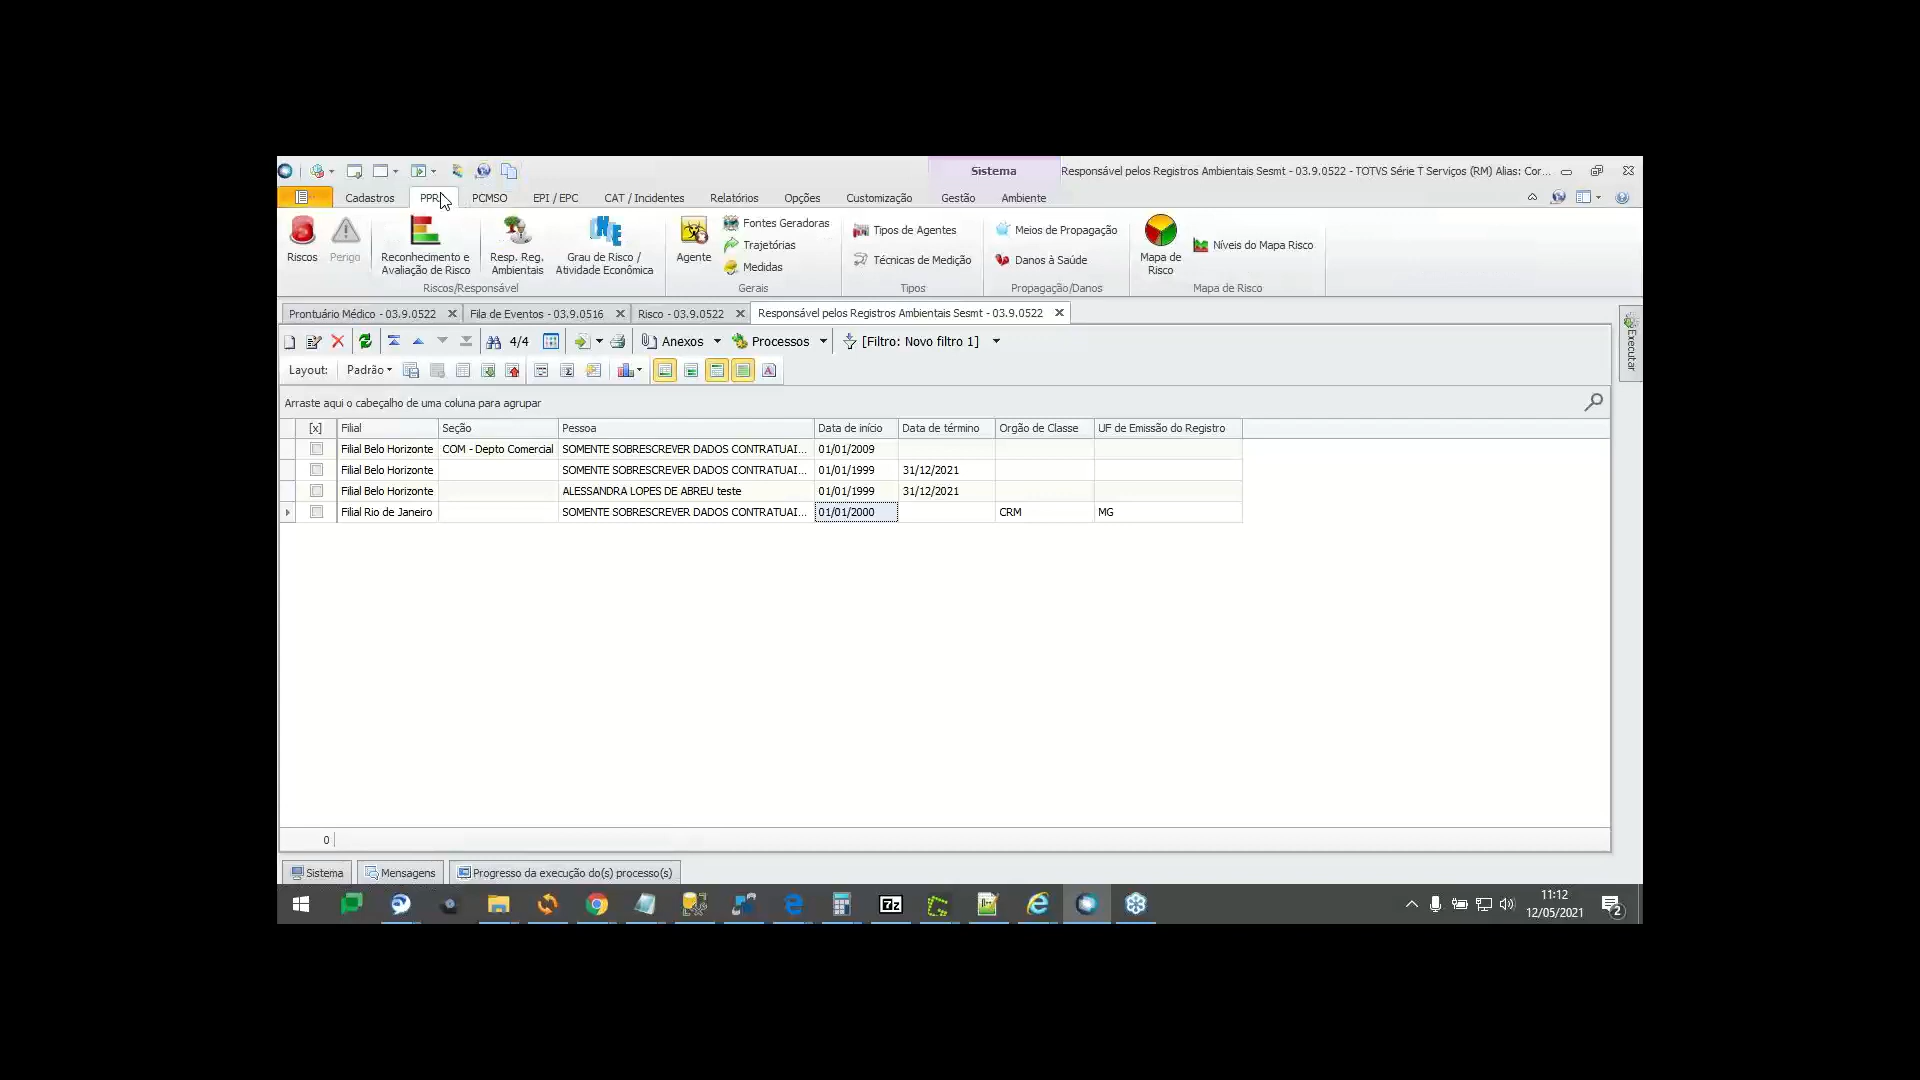 Sistema
Responsável pelos Registros Ambientais Sesmt - 03.9.0522 - TOTVS Série T Serviços (RM) Alias: Cor...
Cadastros PCMSO EPI / EPC CAT / Incidentes Relatórios Opções Customização Gestão Ambiente
Riscos
Perigo
Reconhecimento e
Avaliação de Risco
Resp. Reg.
Ambientais
Grau de Risco /
Atividade Econômica
Riscos/Responsável
Agente
Fontes Geradoras
Trajetórias
Medidas
Gerais
Tipos de Agentes
Técnicas de Medição
Tipos
Meios de Propagação
Danos à Saúde
Propagação/Danos
Mapa de
Risco
Níveis do Mapa Risco
Mapa de Risco
Prontuário Médico - 03.9.0522 Fila de Eventos - 03.9.0516 Risco - 03.9.0522 Responsável pelos Registros Ambientais Sesmt - 03.9.0522
Executar
4/4 Anexos Processos [Filtro: Novo filtro 1]
Layout: Padrão
Arraste aqui o cabeçalho de uma coluna para agrupar
[x] Filial Seção Pessoa Data de início Data de término Orgão de Classe UF de Emissão do Registro
Filial Belo Horizonte COM - Depto Comercial SOMENTE SOBRESCREVER DADOS CONTRATUAI... 01/01/2009
Filial Belo Horizonte SOMENTE SOBRESCREVER DADOS CONTRATUAI... 01/01/1999 31/12/2021
Filial Belo Horizonte ALESSANDRA LOPES DE ABREU teste 01/01/1999 31/12/2021
Filial Rio de Janeiro SOMENTE SOBRESCREVER DADOS CONTRATUAI... 01/01/2000 CRM MG
0
Sistema Mensagens Progresso da execução do(s) processo(s)
7z
11:12
12/05/2021
2